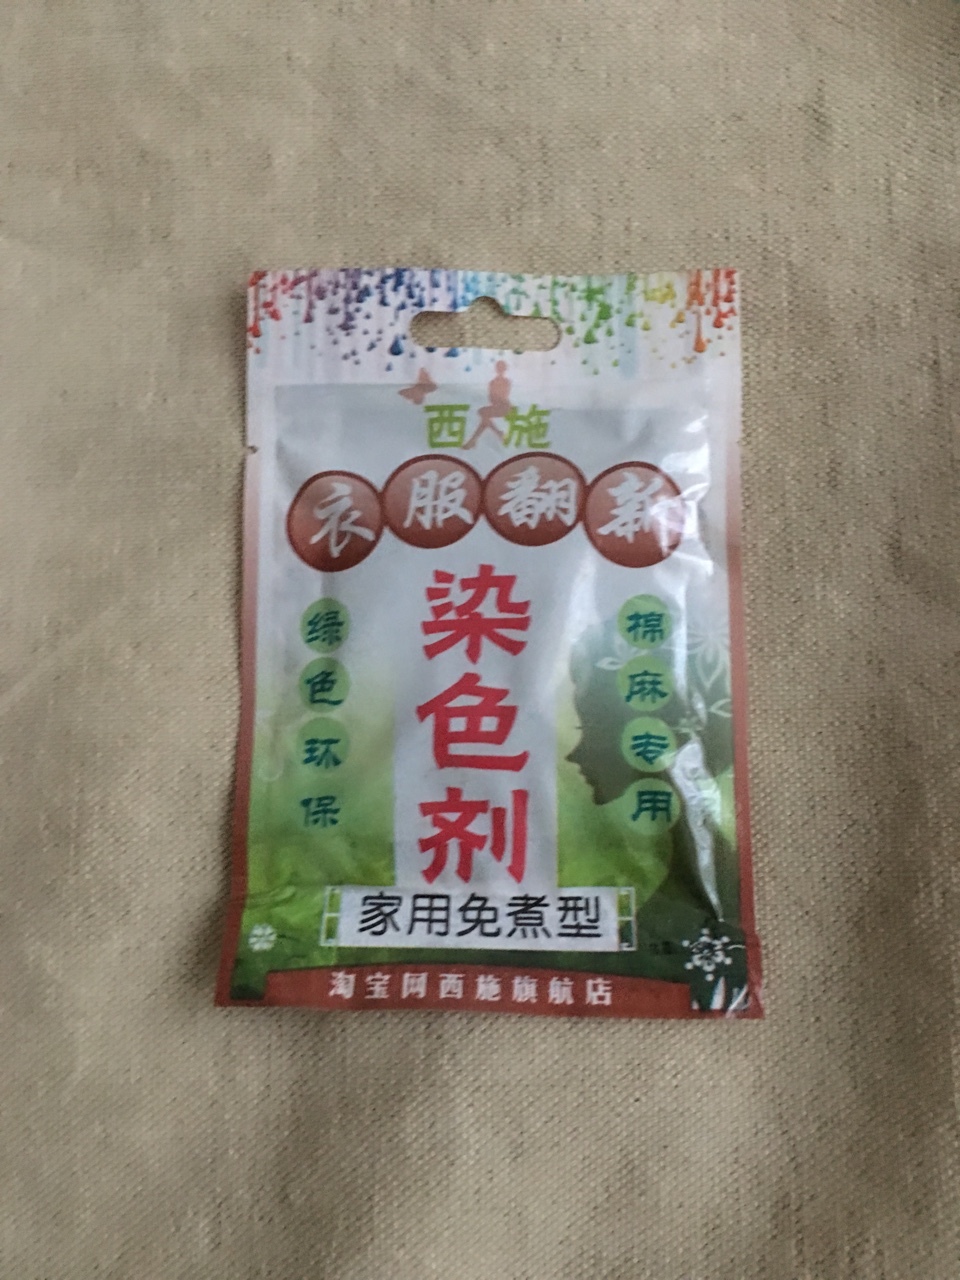 西施
衣服翻新
染色剂
绿色环保
棉麻专用
家用免煮型
淘宝网西施旗航店